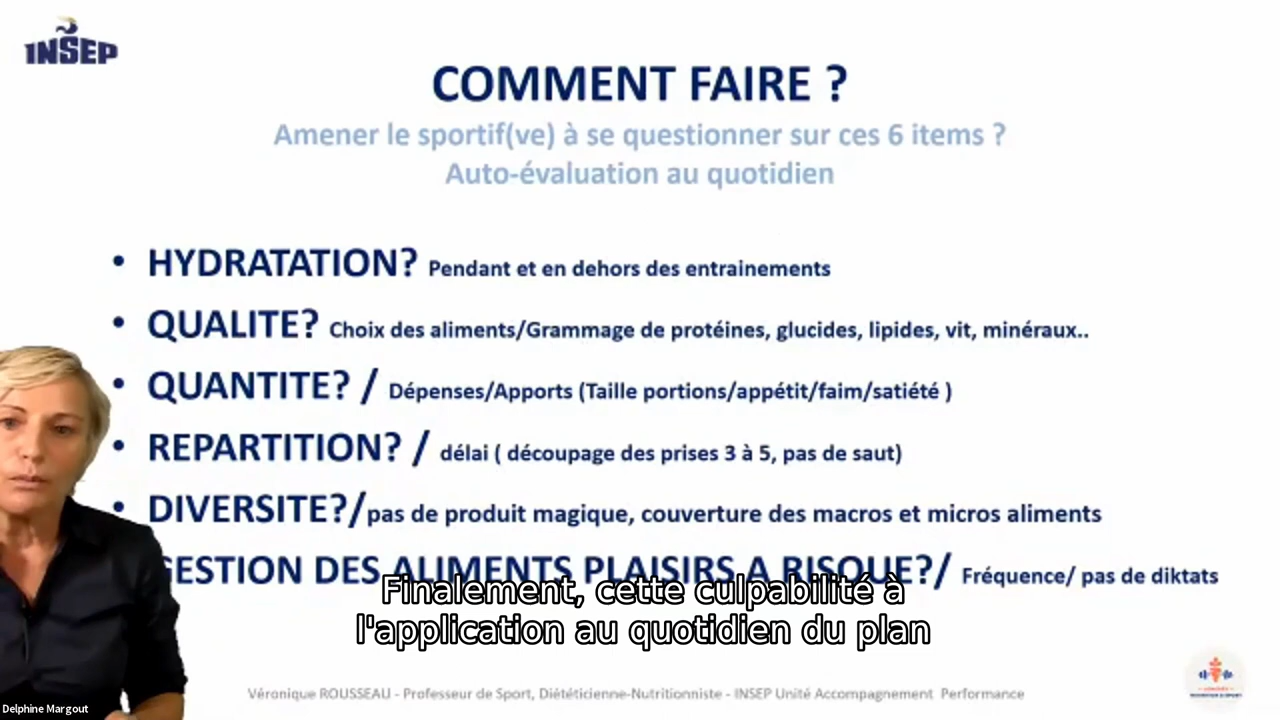 INSEP
COMMENT FAIRE ?
Amener le sportif(ve) à se questionner sur ces 6 items ?
Auto-évaluation au quotidien
• HYDRATATION? Pendant et en dehors des entrainements
• QUALITE? Choix des aliments/Grammage de protéines, glucides, lipides, vit, minéraux..
• QUANTITE? / Dépenses/Apports (Taille portions/appétit/faim/satiété )
• REPARTITION? / délai ( découpage des prises 3 à 5, pas de saut)
• DIVERSITE?/pas de produit magique, couverture des macros et micros aliments
GESTION DES ALIMENTS PLAISIRS A RISQUE?/ Fréquence/ pas de diktats
Finalement, cette culpabilité à
l'application au quotidien du plan
Véronique ROUSSEAU - Professeur de Sport, Diététicienne-Nutritionniste - INSEP Unité Accompagnement Performance
Delphine Margout